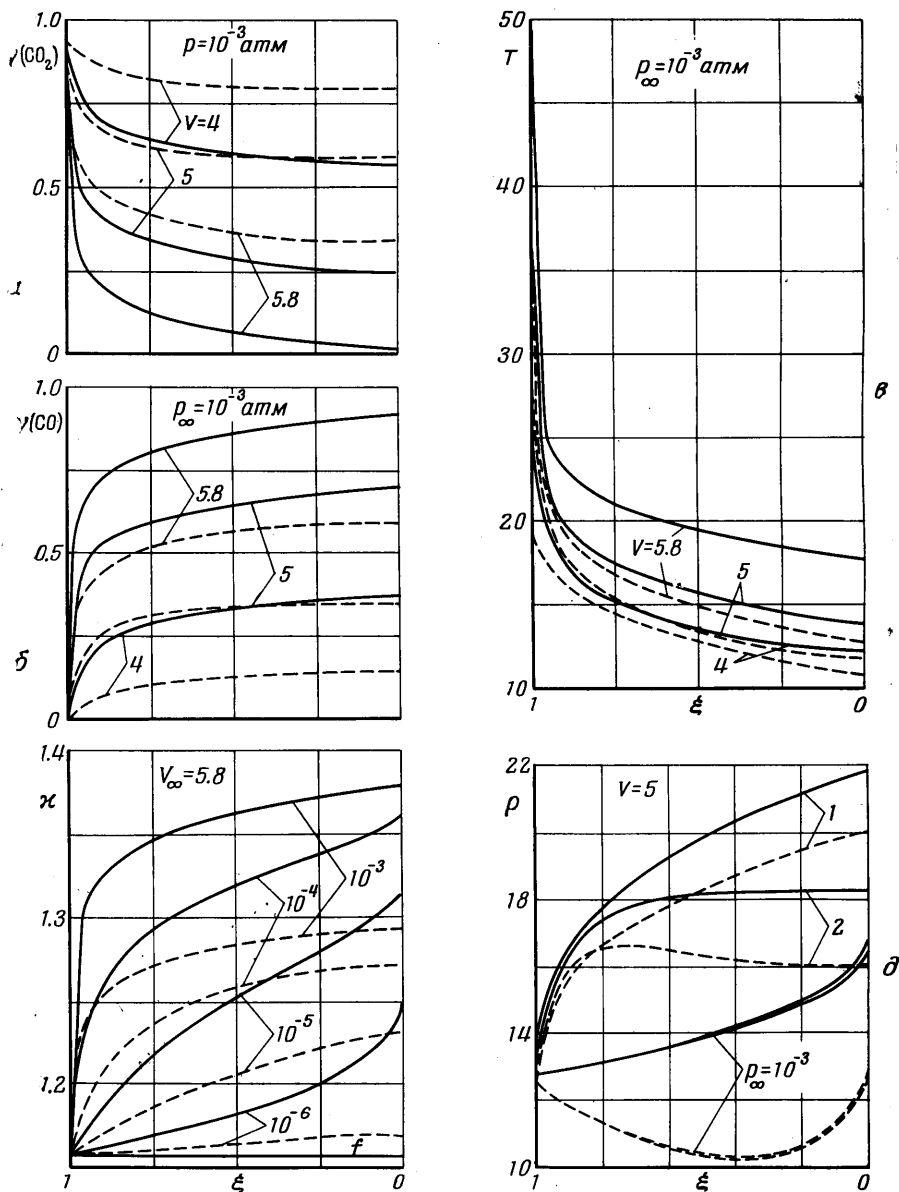 1.0
γ(CO₂)
p=10⁻³ атм
V=4
0.5
5
5.8
0
1.0
γ(CO)
p∞=10⁻³ атм
5.8
0.5
5
4
б
0
1.4
ϰ
V∞=5.8
10⁻³
10⁻⁴
1.3
10⁻⁵
1.2
10⁻⁶
f
1
ξ
0
50
T
p∞=10⁻³ атм
40
30
в
20
V=5.8
5
4
10
1
ξ
0
22
ρ
V=5
1
18
2
д
14
p∞=10⁻³
10
1
ξ
0